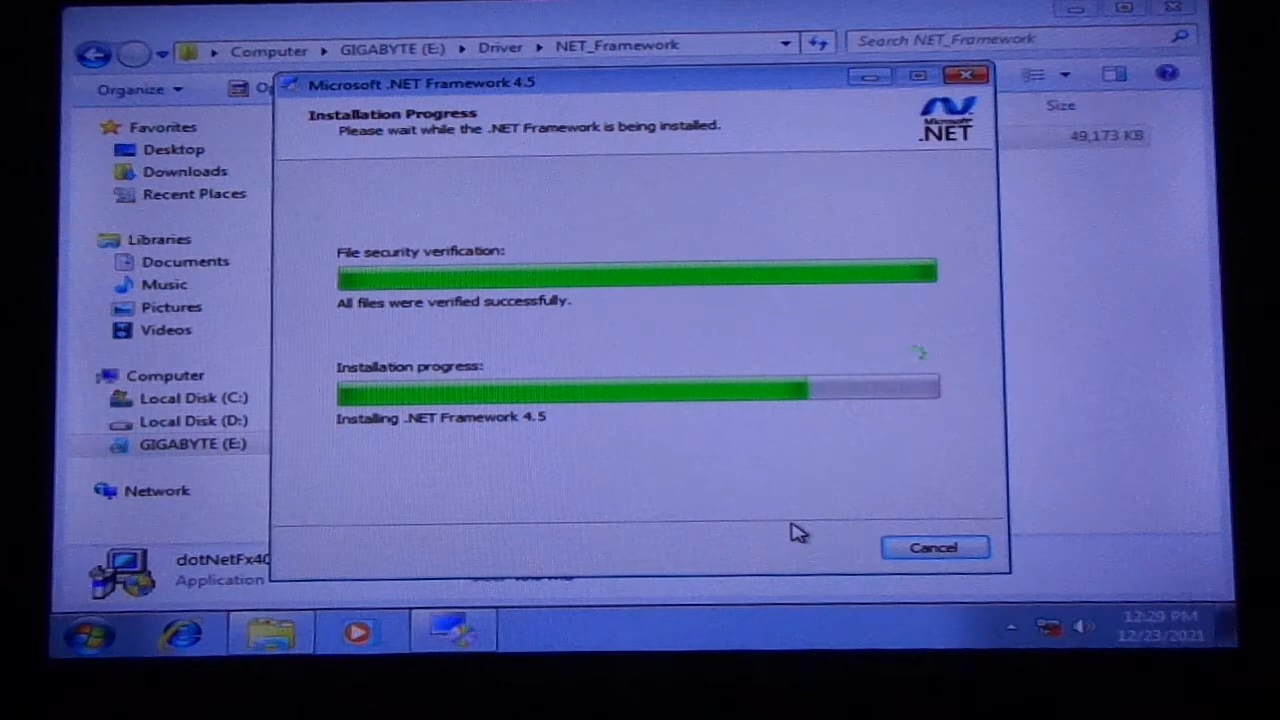 Computer GIGABYTE (E:) Driver NET_Framework
Search NET_Framework
Organize
Microsoft .NET Framework 4.5
Size
Installation Progress
Please wait while the .NET Framework is being installed.
Microsoft
.NET
49,173 KB
Favorites
Desktop
Downloads
Recent Places
Libraries
Documents
Music
Pictures
Videos
Computer
Local Disk (C:)
Local Disk (D:)
GIGABYTE (E:)
Network
File security verification:
All files were verified successfully.
Installation progress:
Installing .NET Framework 4.5
Cancel
dotNetFx40
Application
12:29 PM
12/23/2021